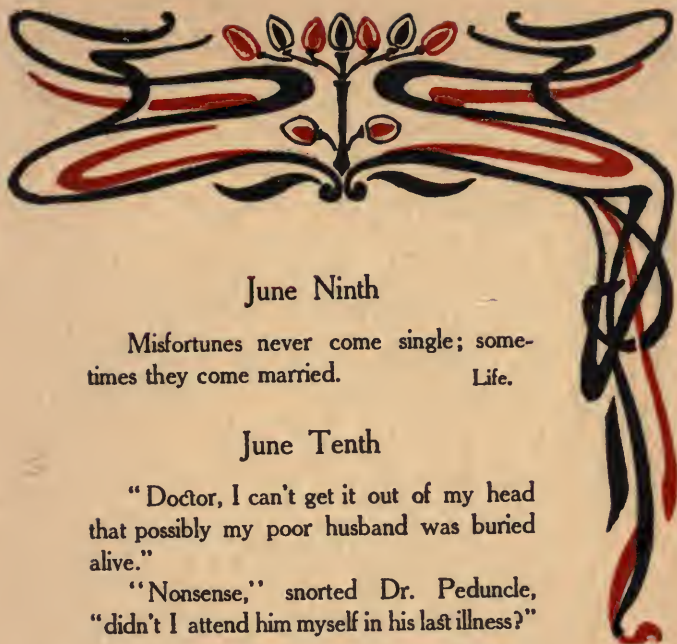 June Ninth
Misfortunes never come single; some-
times they come married. Life.
June Tenth
"Doctor, I can't get it out of my head
that possibly my poor husband was buried
alive."
"Nonsense," snorted Dr. Peduncle,
"didn't I attend him myself in his last illness?"